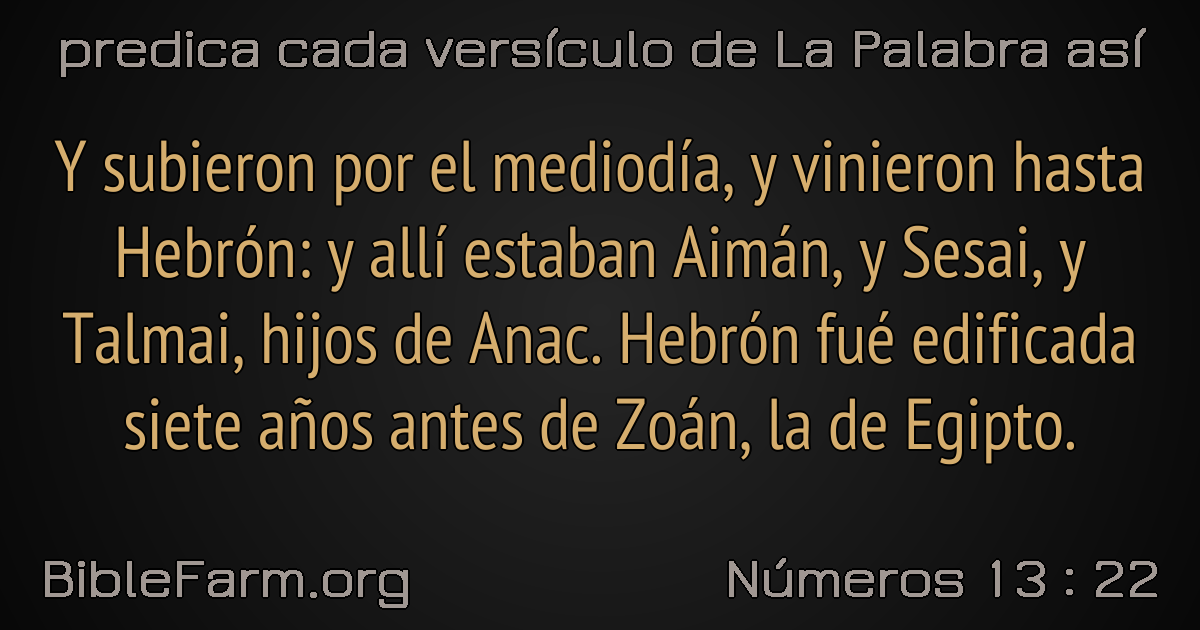 predica cada versículo de La Palabra así
Y subieron por el mediodía, y vinieron hasta
Hebrón: y allí estaban Aimán, y Sesai, y
Talmai, hijos de Anac. Hebrón fué edificada
siete años antes de Zoán, la de Egipto.
BibleFarm.org
Números 13 : 22